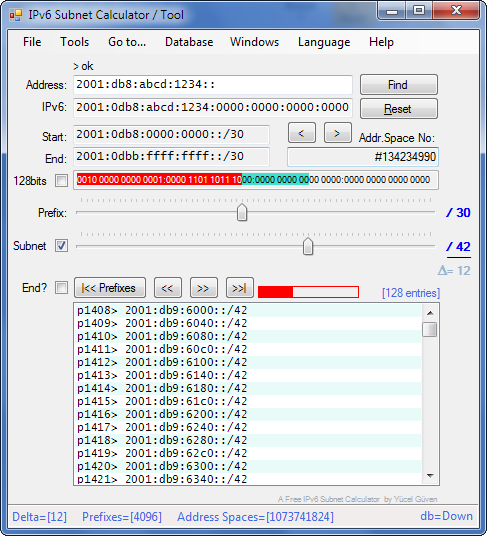 IPv6 Subnet Calculator / Tool
File Tools Go to... Database Windows Language Help
> ok
Address: 2001:db8:abcd:1234:: Find
IPv6: 2001:db8:abcd:1234:0000:0000:0000:0000 Reset
Start: 2001:0db8:0000:0000::/30 < > Addr.Space No:
End: 2001:0dbb:ffff:ffff::/30 #134234990
128bits 0010 0000 0000 0001:0000 1101 1011 1000:0000 0000 0000 0000:0000 0000 0000 0000
Prefix: / 30
Subnet / 42
Δ= 12
End? |<< Prefixes << >> >>| [128 entries]
p1408> 2001:db9:6000::/42
p1409> 2001:db9:6040::/42
p1410> 2001:db9:6080::/42
p1411> 2001:db9:60c0::/42
p1412> 2001:db9:6100::/42
p1413> 2001:db9:6140::/42
p1414> 2001:db9:6180::/42
p1415> 2001:db9:61c0::/42
p1416> 2001:db9:6200::/42
p1417> 2001:db9:6240::/42
p1418> 2001:db9:6280::/42
p1419> 2001:db9:62c0::/42
p1420> 2001:db9:6300::/42
p1421> 2001:db9:6340::/42
A Free IPv6 Subnet Calculator by Yücel Güven
Delta=[12] Prefixes=[4096] Address Spaces=[1073741824] db=Down